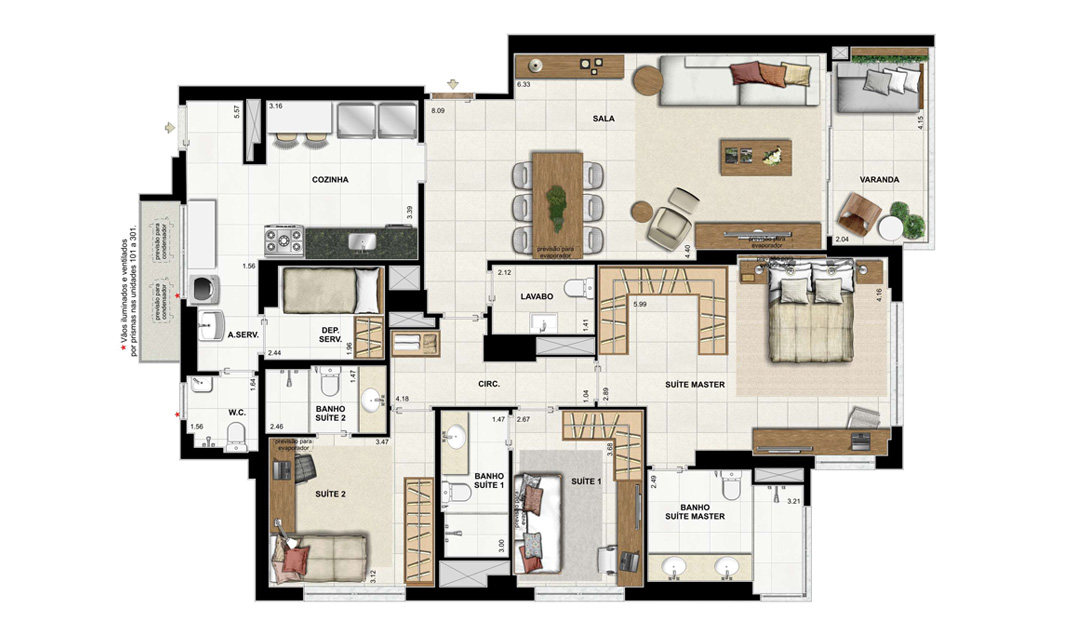 6.33
8.09
SALA
4.15
VARANDA
2.04
4.40
previsão para
evaporador
previsão para
evaporador
5.57
3.16
COZINHA
3.39
1.56
previsão para
condensador
previsão para
condensador
* Vãos iluminados e ventilados
por prismas nas unidades 101 a 301.
*
*
A.SERV.
DEP.
SERV.
2.44
1.96
2.12
LAVABO
1.41
5.99
4.16
SUÍTE MASTER
2.89
1.04
CIRC.
4.18
1.64
W.C.
1.56
1.47
BANHO
SUÍTE 2
2.46
3.47
previsão para
evaporador
SUÍTE 2
3.12
1.47
BANHO
SUÍTE 1
3.00
2.67
3.68
SUÍTE 1
previsão para
2.49
BANHO
SUÍTE MASTER
3.21